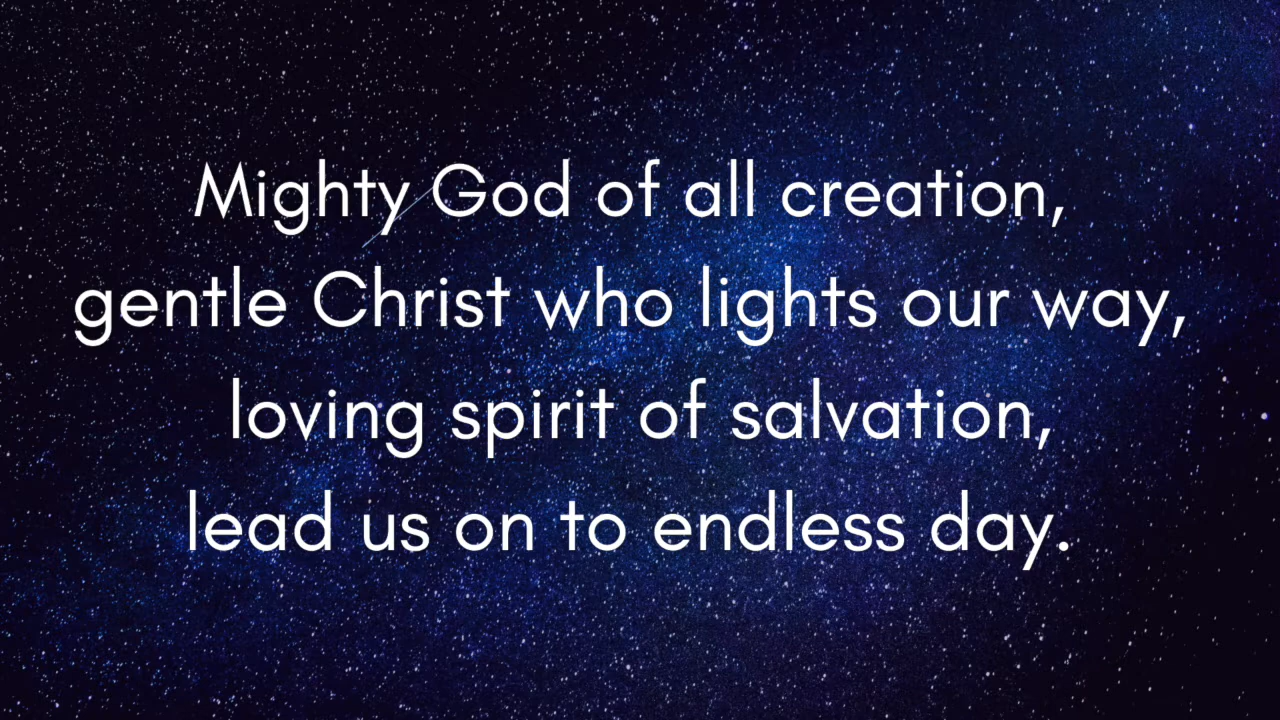 Mighty God of all creation,
gentle Christ who lights our way,
loving spirit of salvation,
lead us on to endless day.